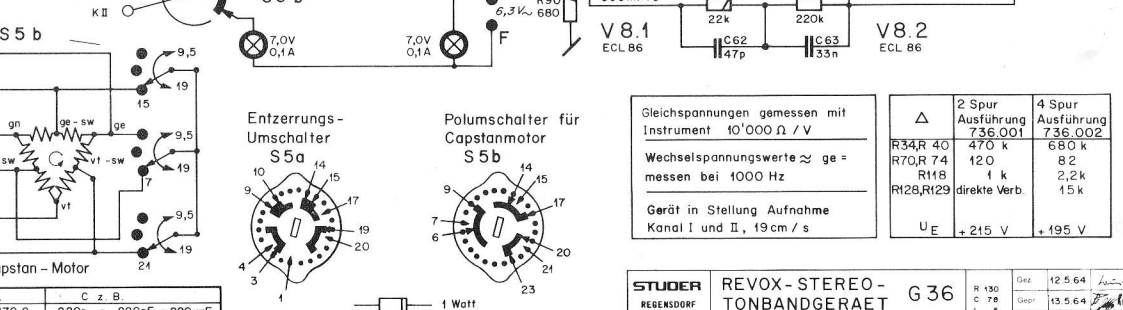 K II
S 5 b
7,0V
0,1A
7,0V
0,1A
6,3V~
R90
680
F
22k
220k
V 8.1
ECL 86
C62
47p
C63
33n
V 8.2
ECL 86
S 5 b
9,5
19
15
gn
ge-sw
ge
9,5
sw
vt-sw
19
7
vt
9,5
19
21
pstan - Motor
C z. B.
Entzerrungs-
Umschalter
S5a
14
10
15
9
17
19
20
4
3
1
Polumschalter für
Capstanmotor
S5b
14
15
9
17
7
6
20
21
23
1 Watt
Gleichspannungen gemessen mit
Instrument 10'000 Ω / V
Wechselspannungswerte ≈ ge =
messen bei 1000 Hz
Gerät in Stellung Aufnahme
Kanal I und II, 19cm / s
Δ
2 Spur
Ausführung
736.001
4 Spur
Ausführung
736.002
R34,R 40 470 k 680 k
R70,R 74 120 82
R118 1 k 2,2k
R128,R129 direkte Verb. 15 k
UE + 215 V + 195 V
STUDER
REGENSDORF
REVOX-STEREO-
TONBANDGERAET
G 36
R 130
C 78
Gez. 12.5.64
Gepr. 13.5.64